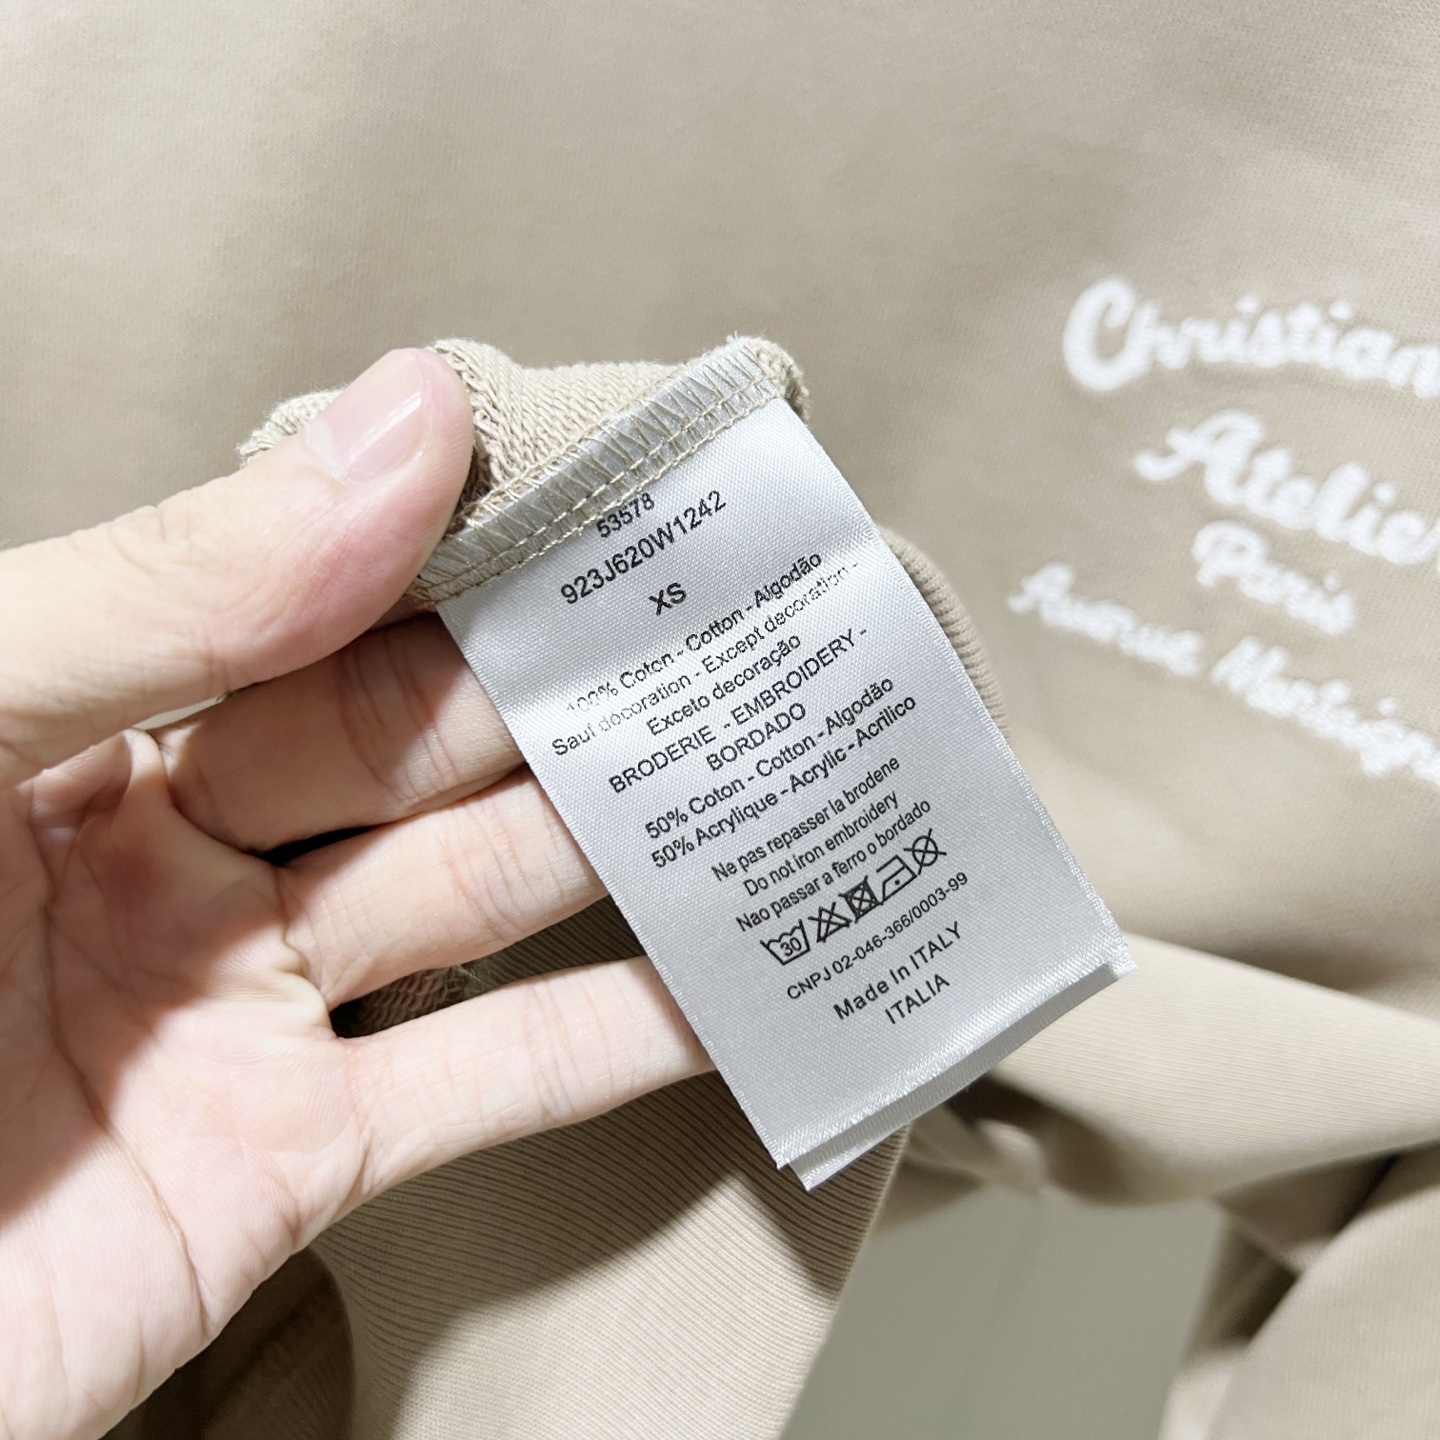 53578
923J620W1242
XS
100% Coton - Cotton - Algodão
Sauf decoration - Except decoration -
Exceto decoração
BRODERIE - EMBROIDERY -
BORDADO
50% Coton - Cotton - Algodão
50% Acrylique - Acrylic - Acrílico
Ne pas repasser la brodene
Do not iron embroidery
Nao passar a ferro o bordado
30
CNPJ 02-046-366/0003-99
Made In ITALY
ITALIA
Christian
Atelier
Paris
Avenue